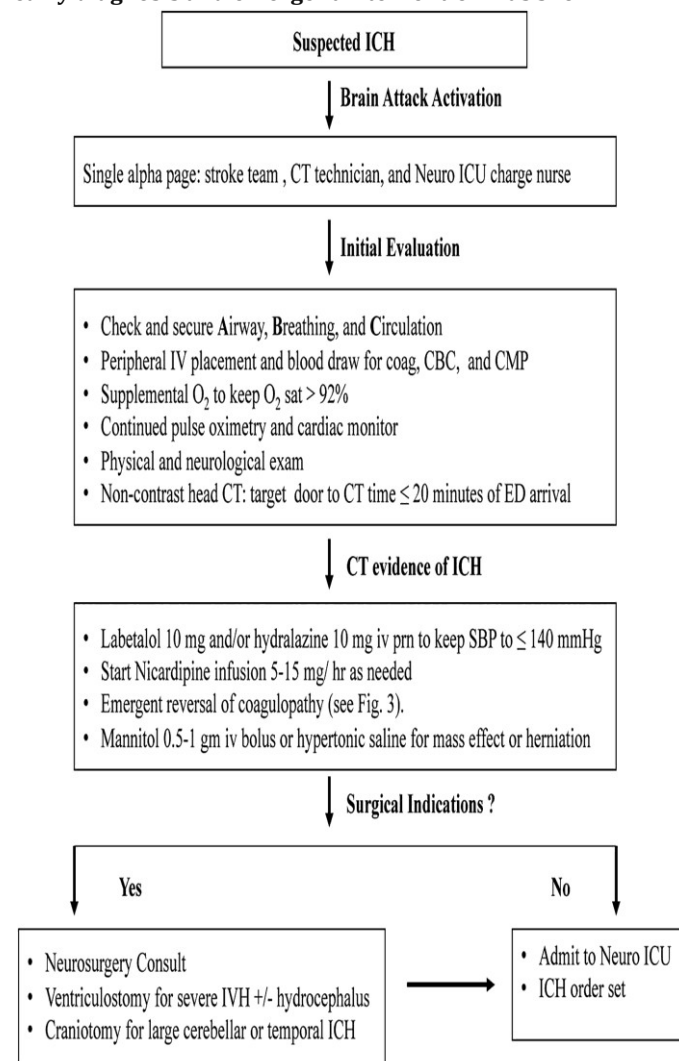 Suspected ICH
Brain Attack Activation
Single alpha page: stroke team , CT technician, and Neuro ICU charge nurse
Initial Evaluation
• Check and secure Airway, Breathing, and Circulation
• Peripheral IV placement and blood draw for coag, CBC, and CMP
• Supplemental O₂ to keep O₂ sat > 92%
• Continued pulse oximetry and cardiac monitor
• Physical and neurological exam
• Non-contrast head CT: target door to CT time ≤ 20 minutes of ED arrival
CT evidence of ICH
• Labetalol 10 mg and/or hydralazine 10 mg iv prn to keep SBP to ≤ 140 mmHg
• Start Nicardipine infusion 5-15 mg/ hr as needed
• Emergent reversal of coagulopathy (see Fig. 3).
• Mannitol 0.5-1 gm iv bolus or hypertonic saline for mass effect or herniation
Surgical Indications ?
Yes
No
• Neurosurgery Consult
• Ventriculostomy for severe IVH +/- hydrocephalus
• Craniotomy for large cerebellar or temporal ICH
• Admit to Neuro ICU
• ICH order set